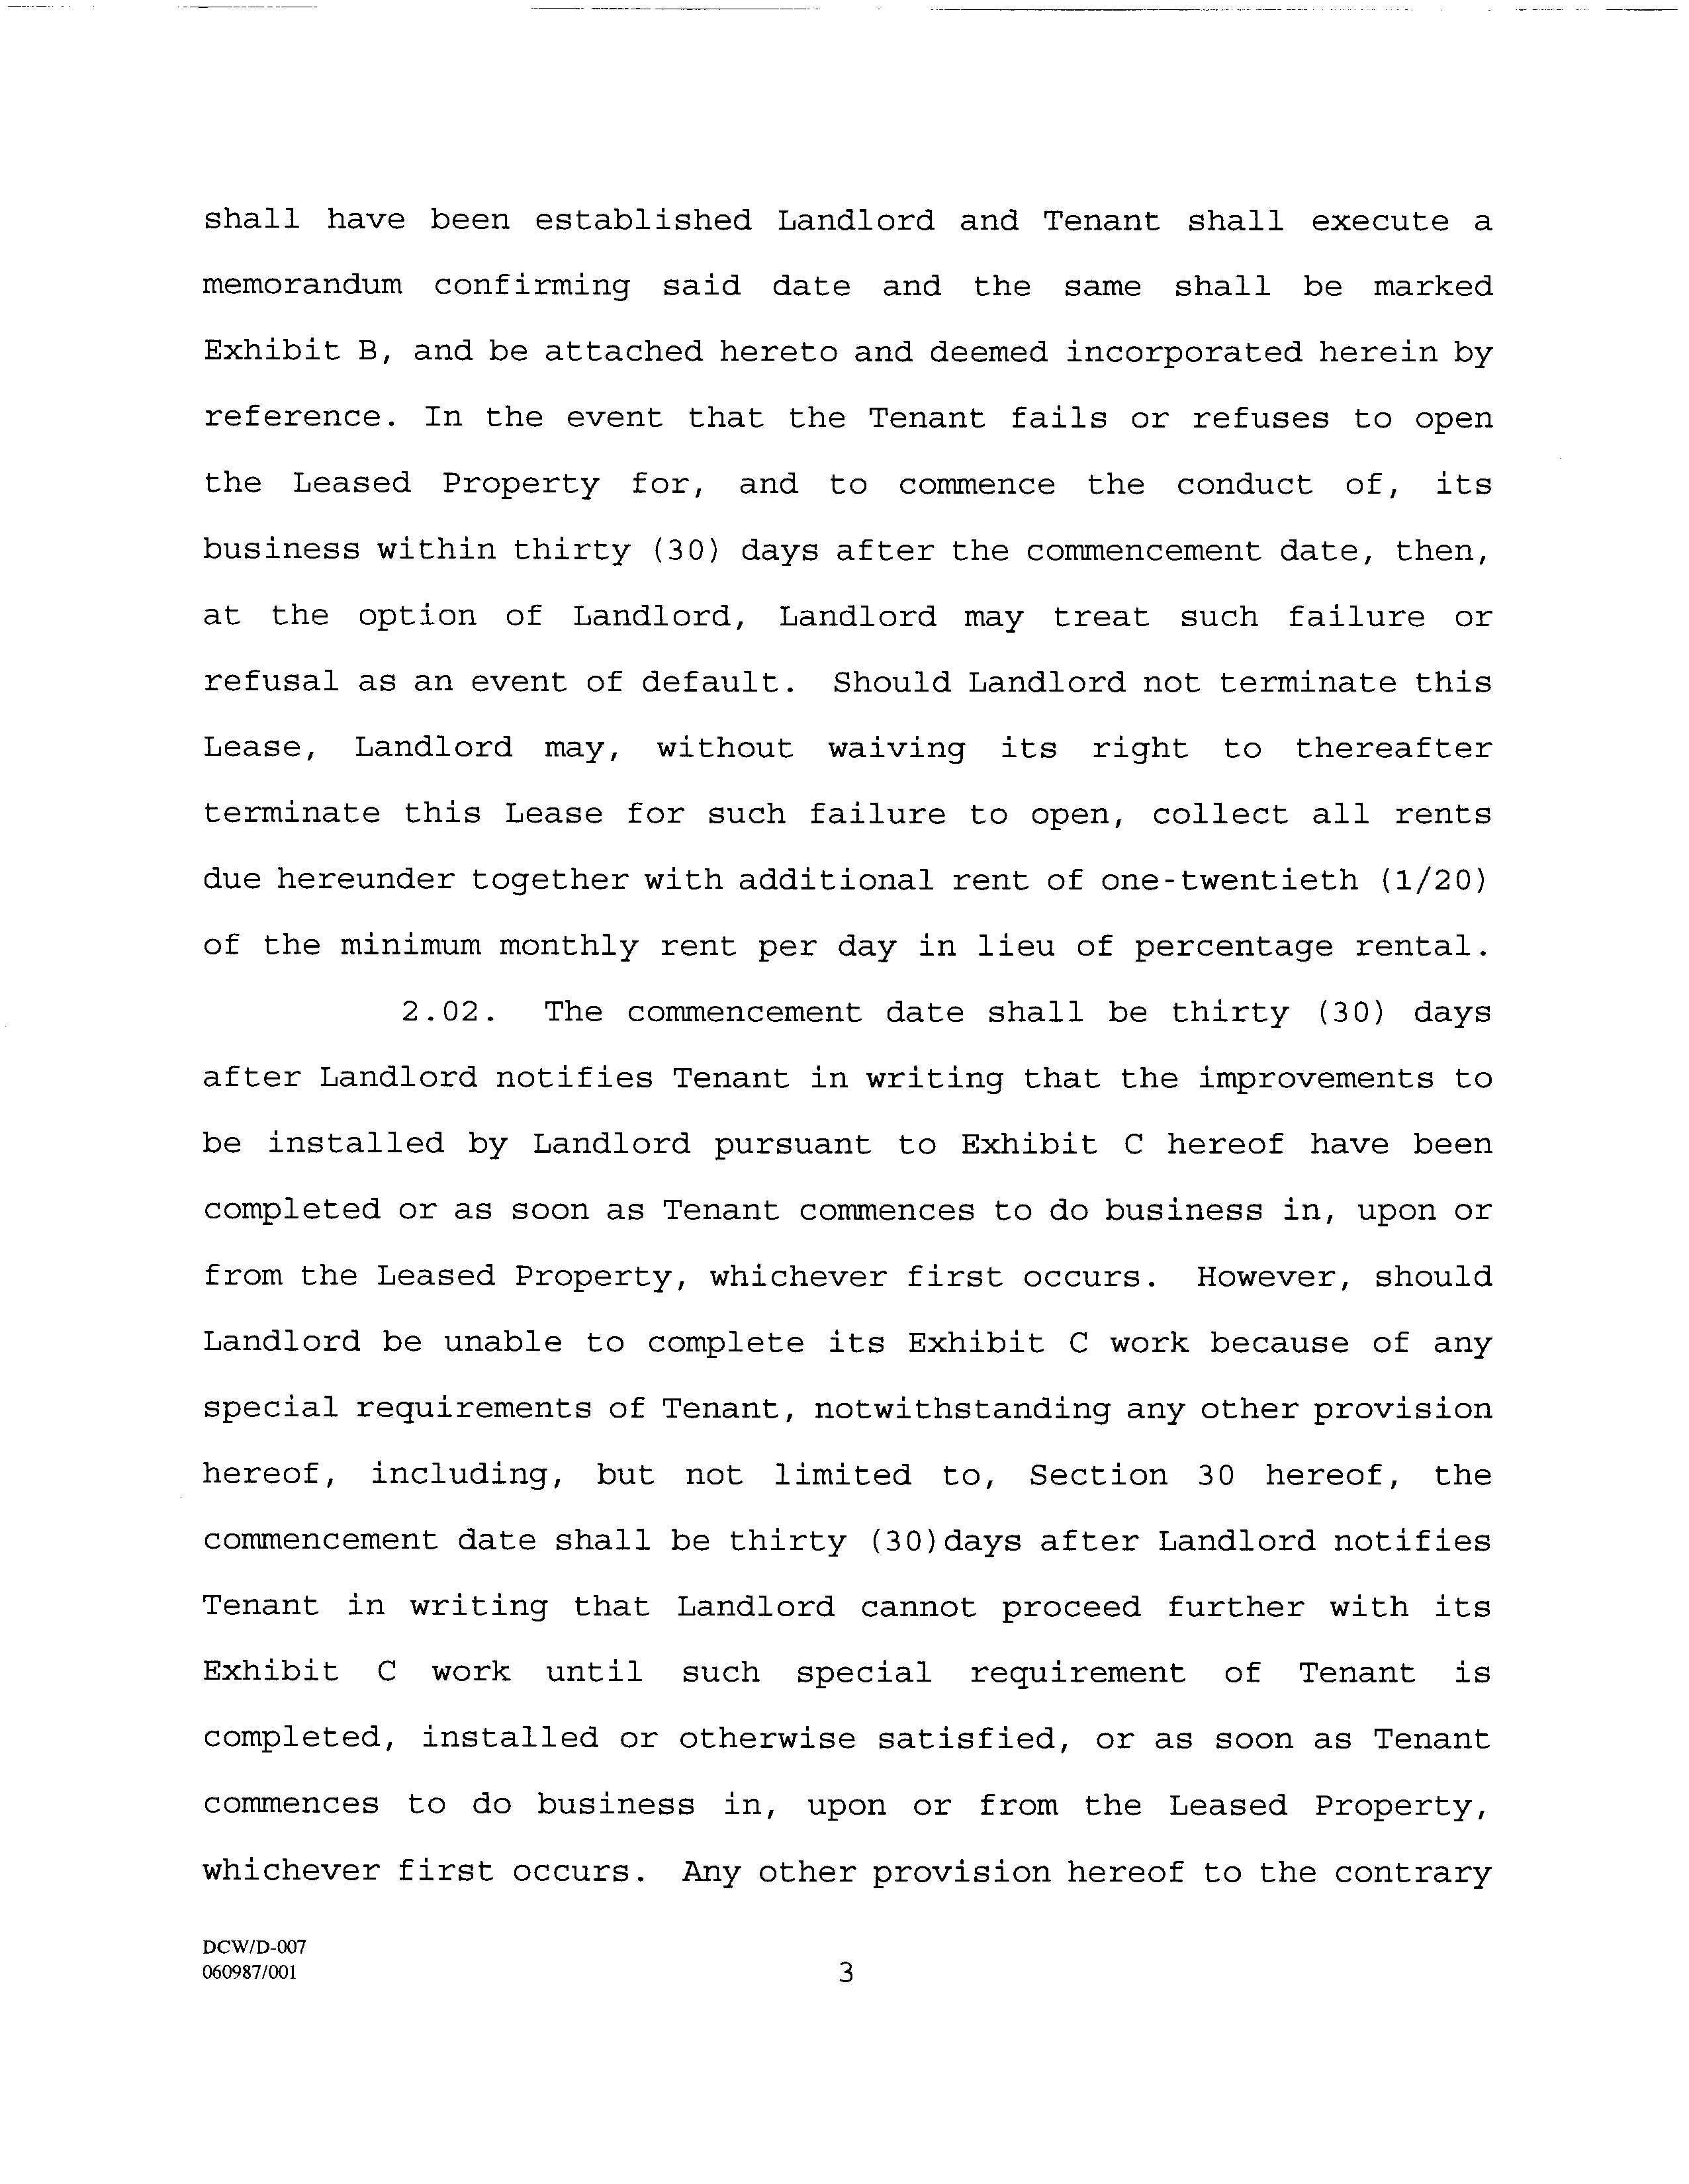 shall have been established Landlord and Tenant shall execute a
memorandum confirming said date and the same shall be marked
Exhibit B, and be attached hereto and deemed incorporated herein by
reference. In the event that the Tenant fails or refuses to open
the Leased Property for, and to commence the conduct of, its
business within thirty (30) days after the commencement date, then,
at the option of Landlord, Landlord may treat such failure or
refusal as an event of default. Should Landlord not terminate this
Lease, Landlord may, without waiving its right to thereafter
terminate this Lease for such failure to open, collect all rents
due hereunder together with additional rent of one-twentieth (1/20)
of the minimum monthly rent per day in lieu of percentage rental.
2.02. The commencement date shall be thirty (30) days
after Landlord notifies Tenant in writing that the improvements to
be installed by Landlord pursuant to Exhibit C hereof have been
completed or as soon as Tenant commences to do business in, upon or
from the Leased Property, whichever first occurs. However, should
Landlord be unable to complete its Exhibit C work because of any
special requirements of Tenant, notwithstanding any other provision
hereof, including, but not limited to, Section 30 hereof, the
commencement date shall be thirty (30)days after Landlord notifies
Tenant in writing that Landlord cannot proceed further with its
Exhibit C work until such special requirement of Tenant is
completed, installed or otherwise satisfied, or as soon as Tenant
commences to do business in, upon or from the Leased Property,
whichever first occurs. Any other provision hereof to the contrary
DCW/D-007
060987/001
3